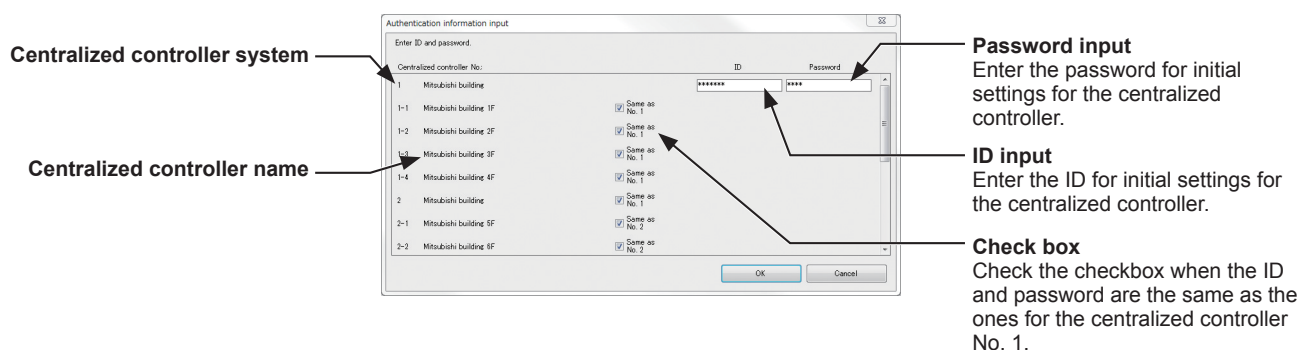 Authentication information input
Enter ID and password.
Centralized controller No.:
ID
Password
1 Mitsubishi building ******* ****
1-1 Mitsubishi building 1F Same as No. 1
1-2 Mitsubishi building 2F Same as No. 1
1-3 Mitsubishi building 3F Same as No. 1
1-4 Mitsubishi building 4F Same as No. 1
2 Mitsubishi building Same as No. 1
2-1 Mitsubishi building 5F Same as No. 2
2-2 Mitsubishi building 6F Same as No. 2
OK
Cancel
Centralized controller system
Centralized controller name
Password input
Enter the password for initial
settings for the centralized
controller.
ID input
Enter the ID for initial settings for
the centralized controller.
Check box
Check the checkbox when the ID
and password are the same as the
ones for the centralized controller
No. 1.